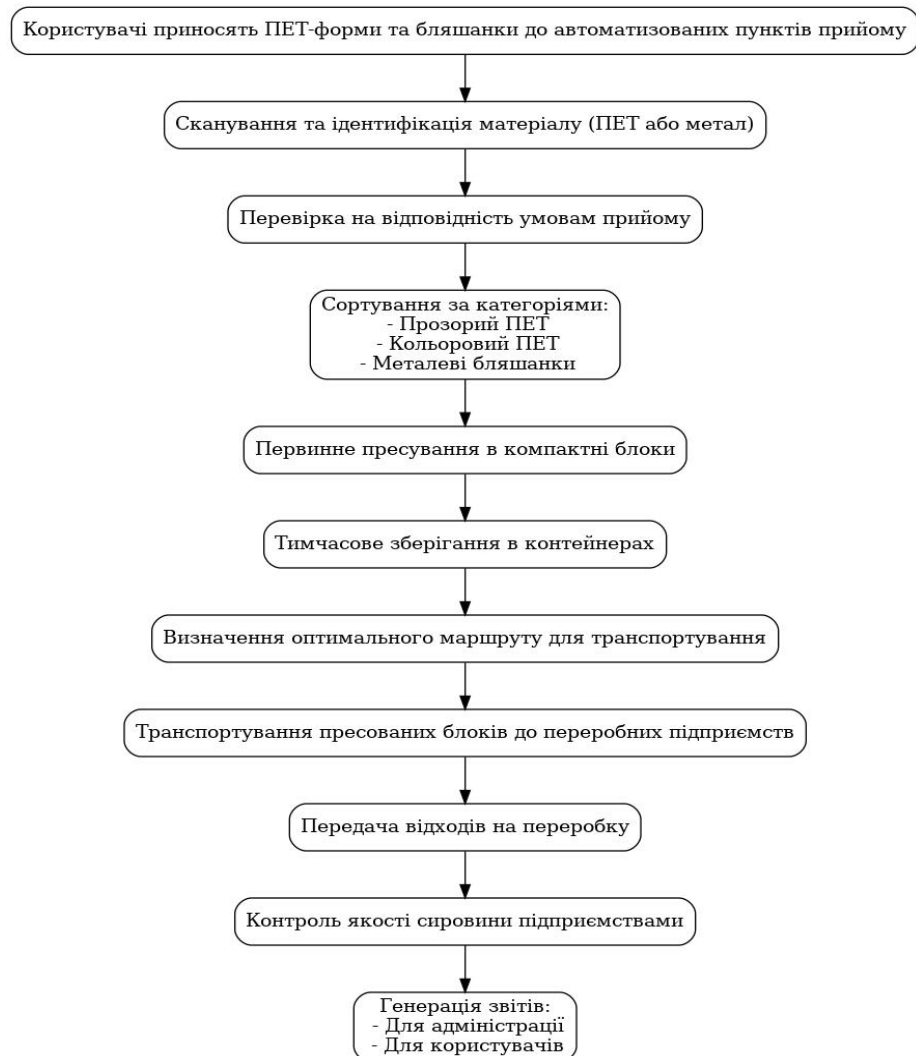 Користувачі приносять ПЕТ-форми та бляшанки до автоматизованих пунктів прийому
Сканування та ідентифікація матеріалу (ПЕТ або метал)
Перевірка на відповідність умовам прийому
Сортування за категоріями:
- Прозорий ПЕТ
- Кольоровий ПЕТ
- Металеві бляшанки
Первинне пресування в компактні блоки
Тимчасове зберігання в контейнерах
Визначення оптимального маршруту для транспортування
Транспортування пресованих блоків до переробних підприємств
Передача відходів на переробку
Контроль якості сировини підприємствами
Генерація звітів:
- Для адміністрації
- Для користувачів